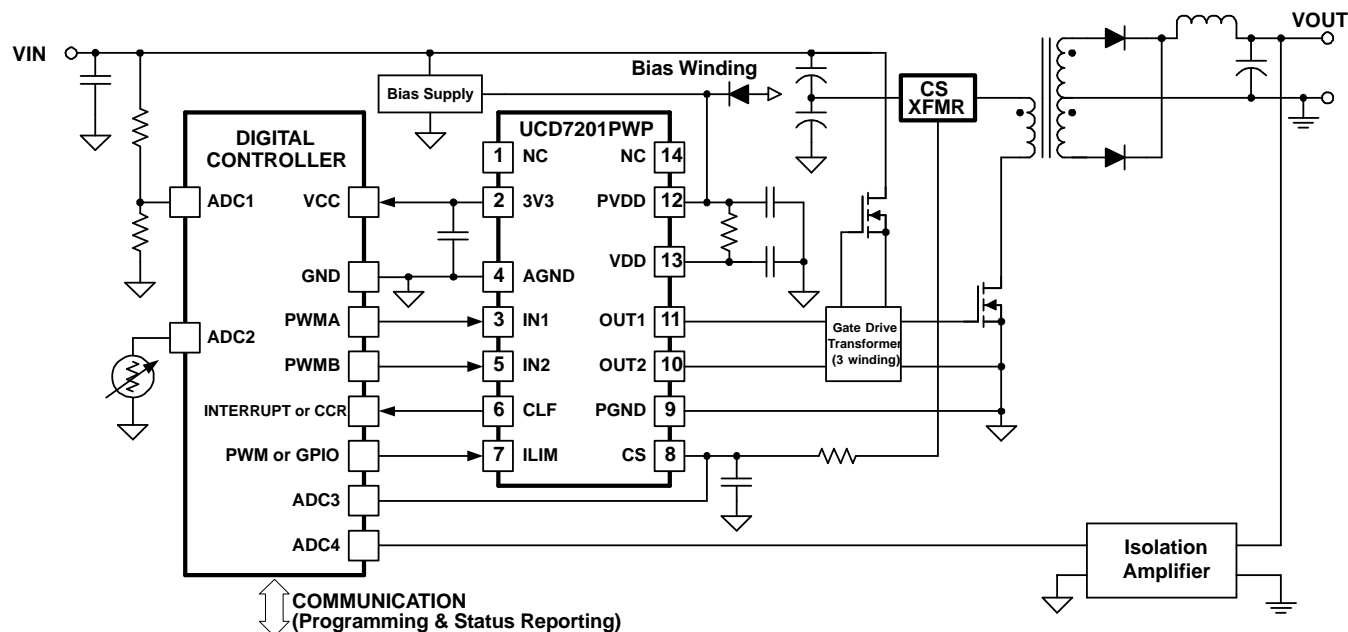 VIN
VOUT
Bias Winding
Bias Supply
CS
XFMR
UCD7201PWP
DIGITAL
CONTROLLER
1 NC
NC 14
ADC1
VCC
2 3V3
PVDD 12
VDD 13
GND
4 AGND
ADC2
PWMA
3 IN1
OUT1 11
Gate Drive
Transformer
(3 winding)
PWMB
5 IN2
OUT2 10
INTERRUPT or CCR
6 CLF
PGND 9
PWM or GPIO
7 ILIM
CS 8
ADC3
ADC4
Isolation
Amplifier
COMMUNICATION
(Programming & Status Reporting)